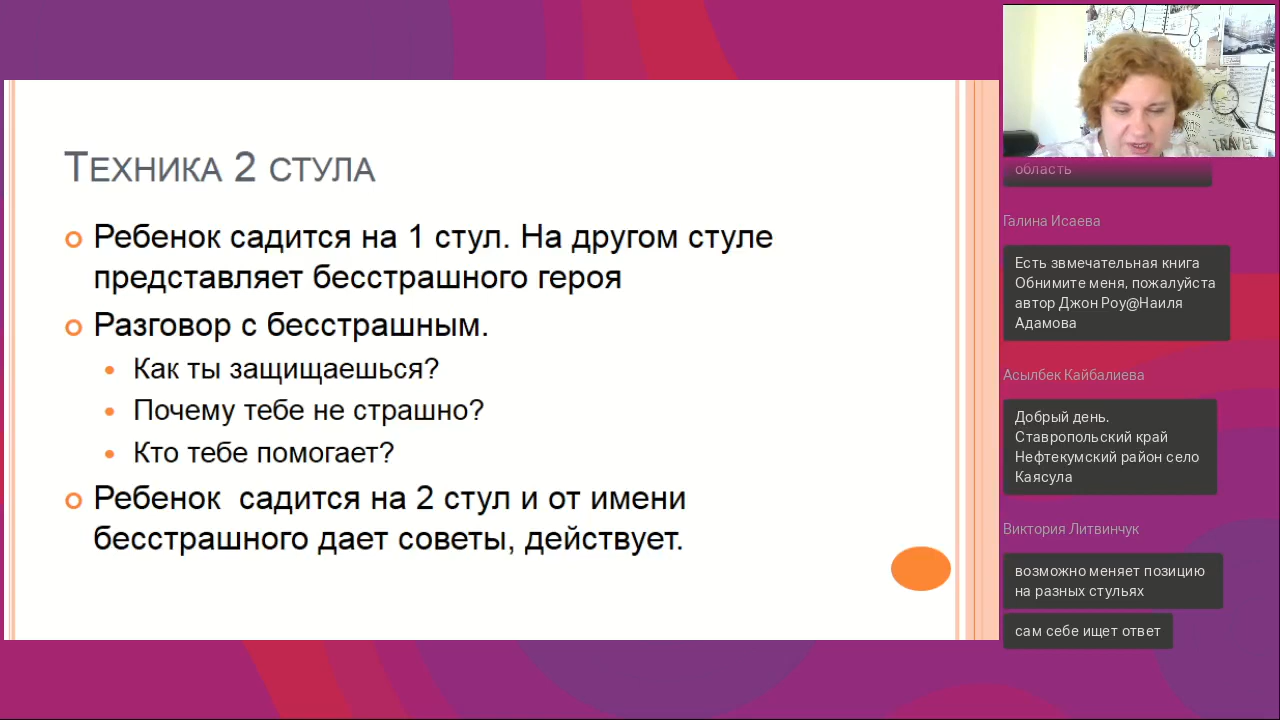 Техника 2 стула
Ребенок садится на 1 стул. На другом стуле
представляет бесстрашного героя
Разговор с бесстрашным.
Как ты защищаешься?
Почему тебе не страшно?
Кто тебе помогает?
Ребенок садится на 2 стул и от имени
бесстрашного дает советы, действует.
TRAVEL
область
Галина Исаева
Есть звмечательная книга
Обнимите меня, пожалуйста
автор Джон Роу@Наиля
Адамова
Асылбек Кайбалиева
Добрый день.
Ставропольский край
Нефтекумский район село
Каясула
Виктория Литвинчук
возможно меняет позицию
на разных стульях
сам себе ищет ответ